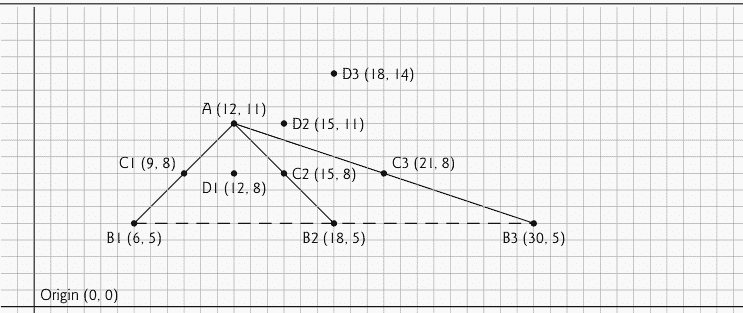 D3 (18, 14)
A (12, 11)
D2 (15, 11)
C1 (9, 8)
D1 (12, 8)
C2 (15, 8)
C3 (21, 8)
B1 (6, 5)
B2 (18, 5)
B3 (30, 5)
Origin (0, 0)